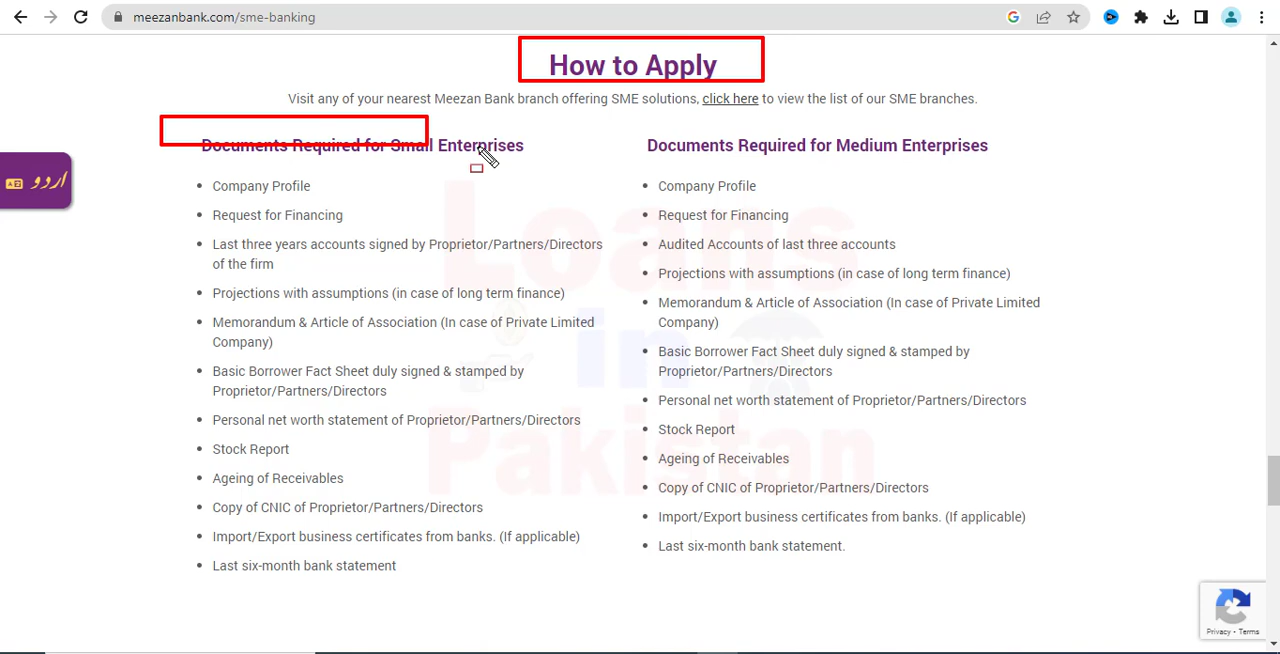 meezanbank.com/sme-banking
How to Apply
Visit any of your nearest Meezan Bank branch offering SME solutions, click here to view the list of our SME branches.
اردو
Documents Required for Small Enterprises
Company Profile
Request for Financing
Last three years accounts signed by Proprietor/Partners/Directors
of the firm
Projections with assumptions (in case of long term finance)
Memorandum & Article of Association (In case of Private Limited
Company)
Basic Borrower Fact Sheet duly signed & stamped by
Proprietor/Partners/Directors
Personal net worth statement of Proprietor/Partners/Directors
Stock Report
Ageing of Receivables
Copy of CNIC of Proprietor/Partners/Directors
Import/Export business certificates from banks. (If applicable)
Last six-month bank statement
Documents Required for Medium Enterprises
Company Profile
Request for Financing
Audited Accounts of last three accounts
Projections with assumptions (in case of long term finance)
Memorandum & Article of Association (In case of Private Limited
Company)
Basic Borrower Fact Sheet duly signed & stamped by
Proprietor/Partners/Directors
Personal net worth statement of Proprietor/Partners/Directors
Stock Report
Ageing of Receivables
Copy of CNIC of Proprietor/Partners/Directors
Import/Export business certificates from banks. (If applicable)
Last six-month bank statement.
Loans
in
Pakistan
Privacy - Terms